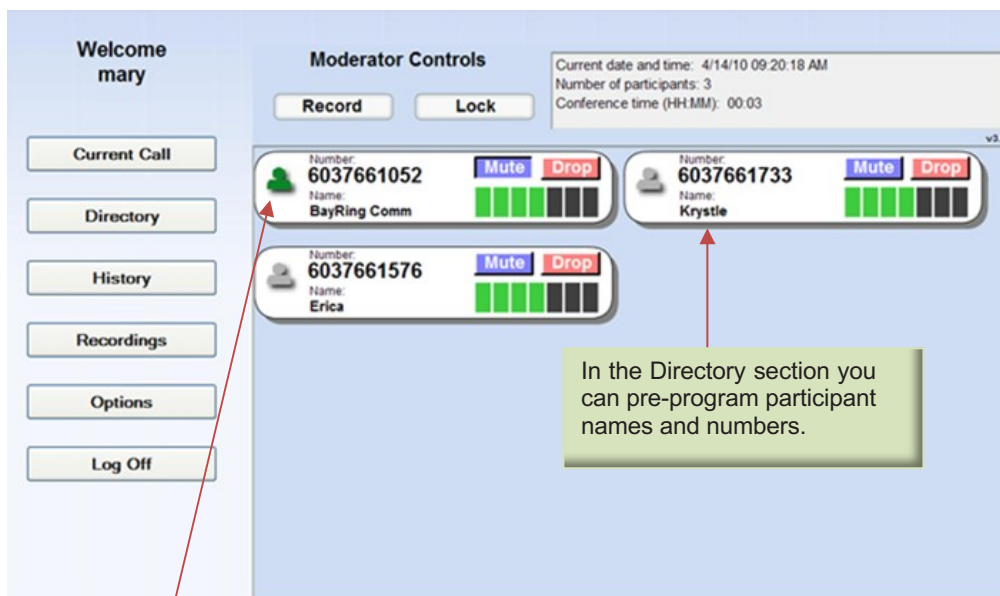 Welcome
mary
Current Call
Directory
History
Recordings
Options
Log Off
Moderator Controls
Record
Lock
Current date and time: 4/14/10 09:20:18 AM
Number of participants: 3
Conference time (HH:MM): 00:03
v3.
Number:
6037661052
Name:
BayRing Comm
Mute
Drop
Number:
6037661733
Name:
Krystle
Mute
Drop
Number:
6037661576
Name:
Erica
Mute
Drop
In the Directory section you
can pre-program participant
names and numbers.